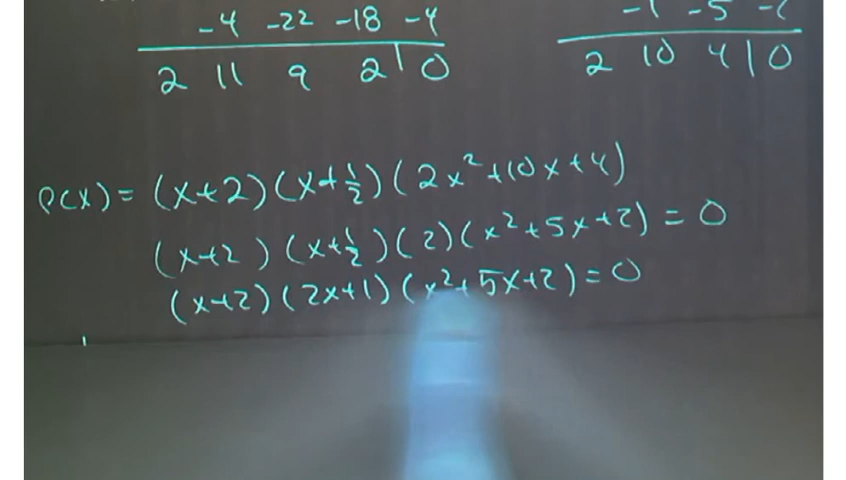 -4 -22 -18 -4
2 11 9 2 | 0
-1 -5
2 10 4 | 0
P(x) = (x+2)(x+½)(2x²+10x+4)
(x+2)(x+½)(2)(x²+5x+2) = 0
(x+2)(2x+1)(x²+5x+2) = 0